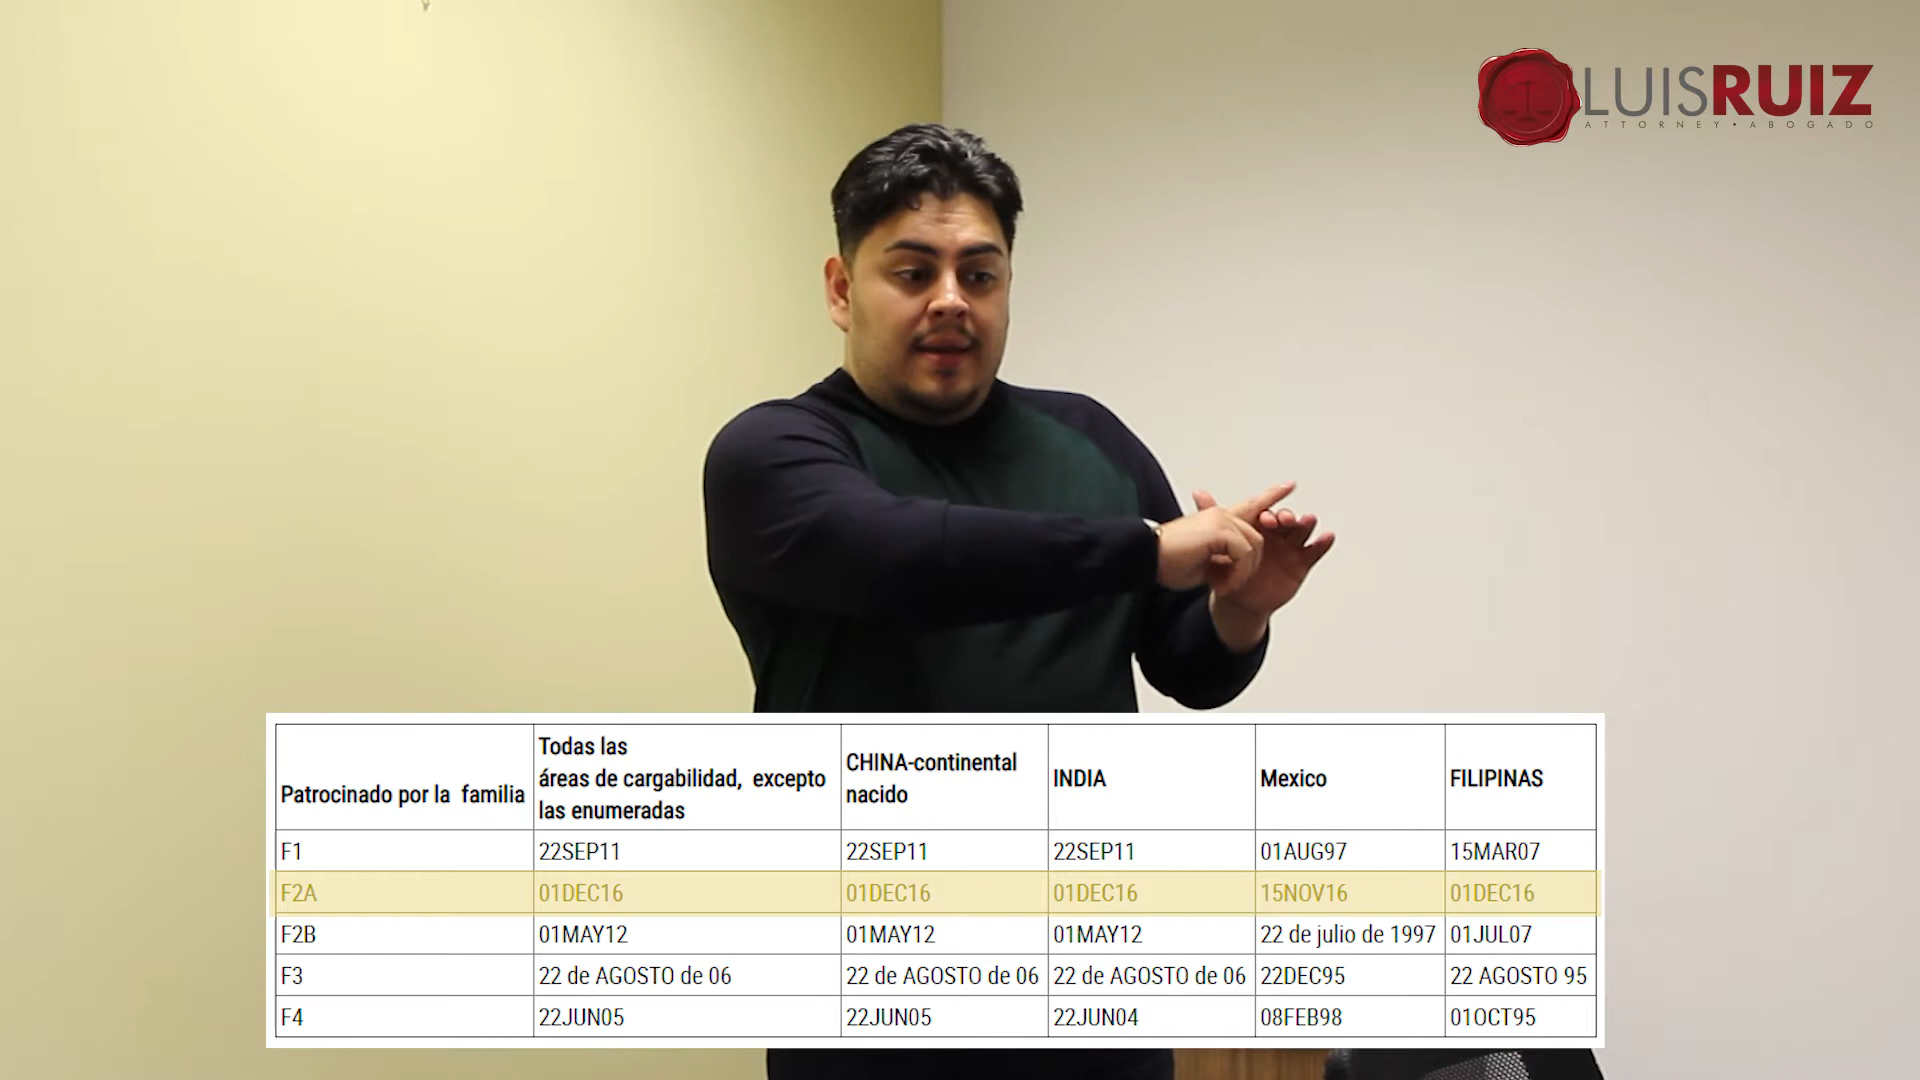 LUISRUIZ
ATTORNEY • ABOGADO
Patrocinado por la familia
Todas las
áreas de cargabilidad, excepto
las enumeradas
CHINA-continental
nacido
INDIA
Mexico
FILIPINAS
F1 22SEP11 22SEP11 22SEP11 01AUG97 15MAR07
F2A 01DEC16 01DEC16 01DEC16 15NOV16 01DEC16
F2B 01MAY12 01MAY12 01MAY12 22 de julio de 1997 01JUL07
F3 22 de AGOSTO de 06 22 de AGOSTO de 06 22 de AGOSTO de 06 22DEC95 22 AGOSTO 95
F4 22JUN05 22JUN05 22JUN04 08FEB98 01OCT95